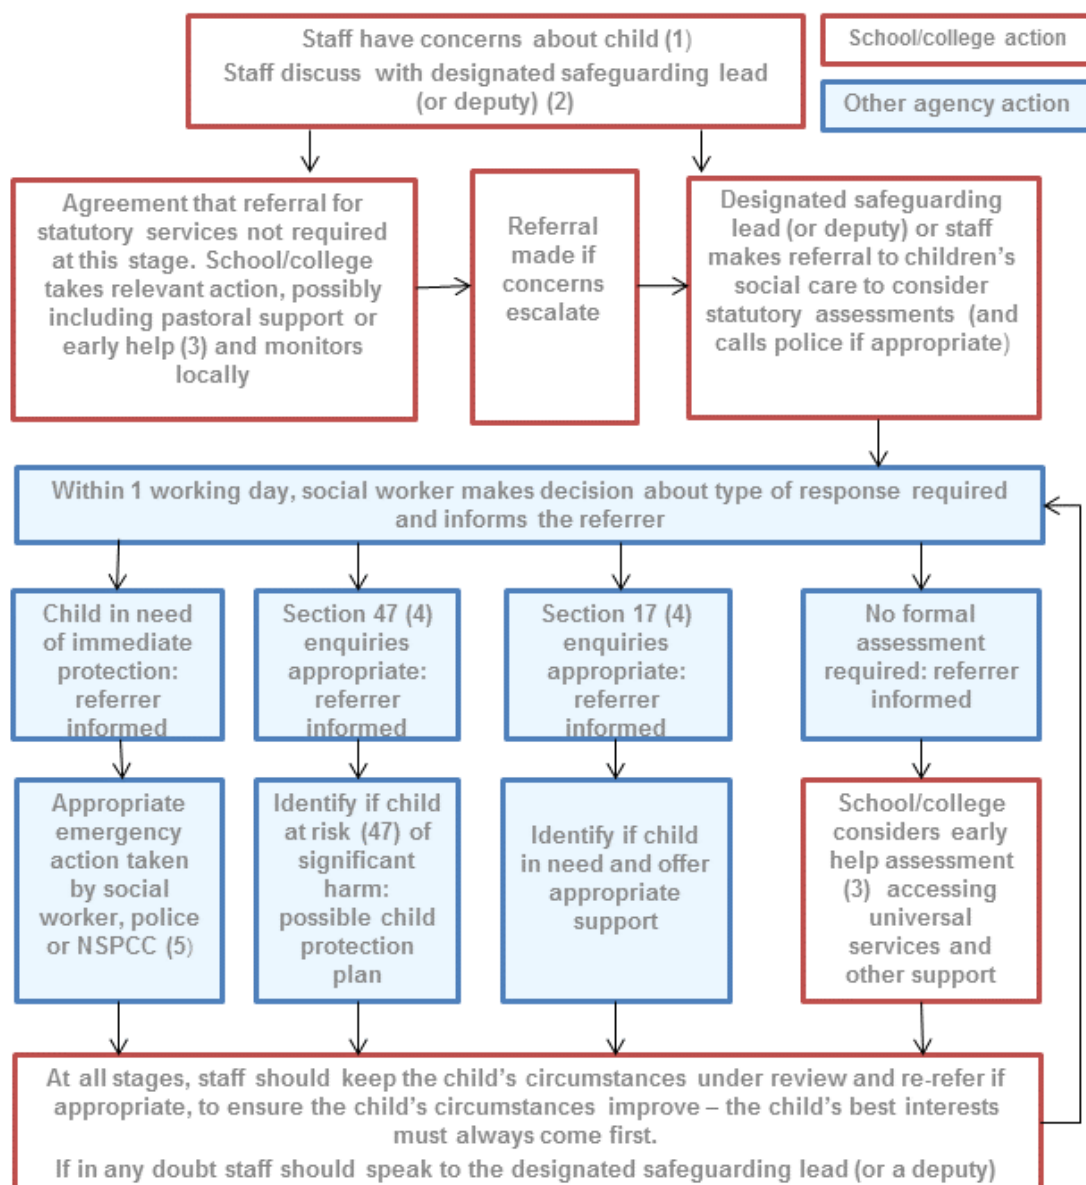 Staff have concerns about child (1)
Staff discuss with designated safeguarding lead
(or deputy) (2)
School/college action
Other agency action
Agreement that referral for
statutory services not required
at this stage. School/college
takes relevant action, possibly
including pastoral support or
early help (3) and monitors
locally
Referral
made if
concerns
escalate
Designated safeguarding
lead (or deputy) or staff
makes referral to children's
social care to consider
statutory assessments (and
calls police if appropriate)
Within 1 working day, social worker makes decision about type of response required
and informs the referrer
Child in need
of immediate
protection:
referrer
informed
Section 47 (4)
enquiries
appropriate:
referrer
informed
Section 17 (4)
enquiries
appropriate:
referrer
informed
No formal
assessment
required: referrer
informed
Appropriate
emergency
action taken
by social
worker, police
or NSPCC (5)
Identify if child
at risk (47) of
significant
harm:
possible child
protection
plan
Identify if child
in need and offer
appropriate
support
School/college
considers early
help assessment
(3) accessing
universal
services and
other support
At all stages, staff should keep the child's circumstances under review and re-refer if
appropriate, to ensure the child's circumstances improve – the child's best interests
must always come first.
If in any doubt staff should speak to the designated safeguarding lead (or a deputy)